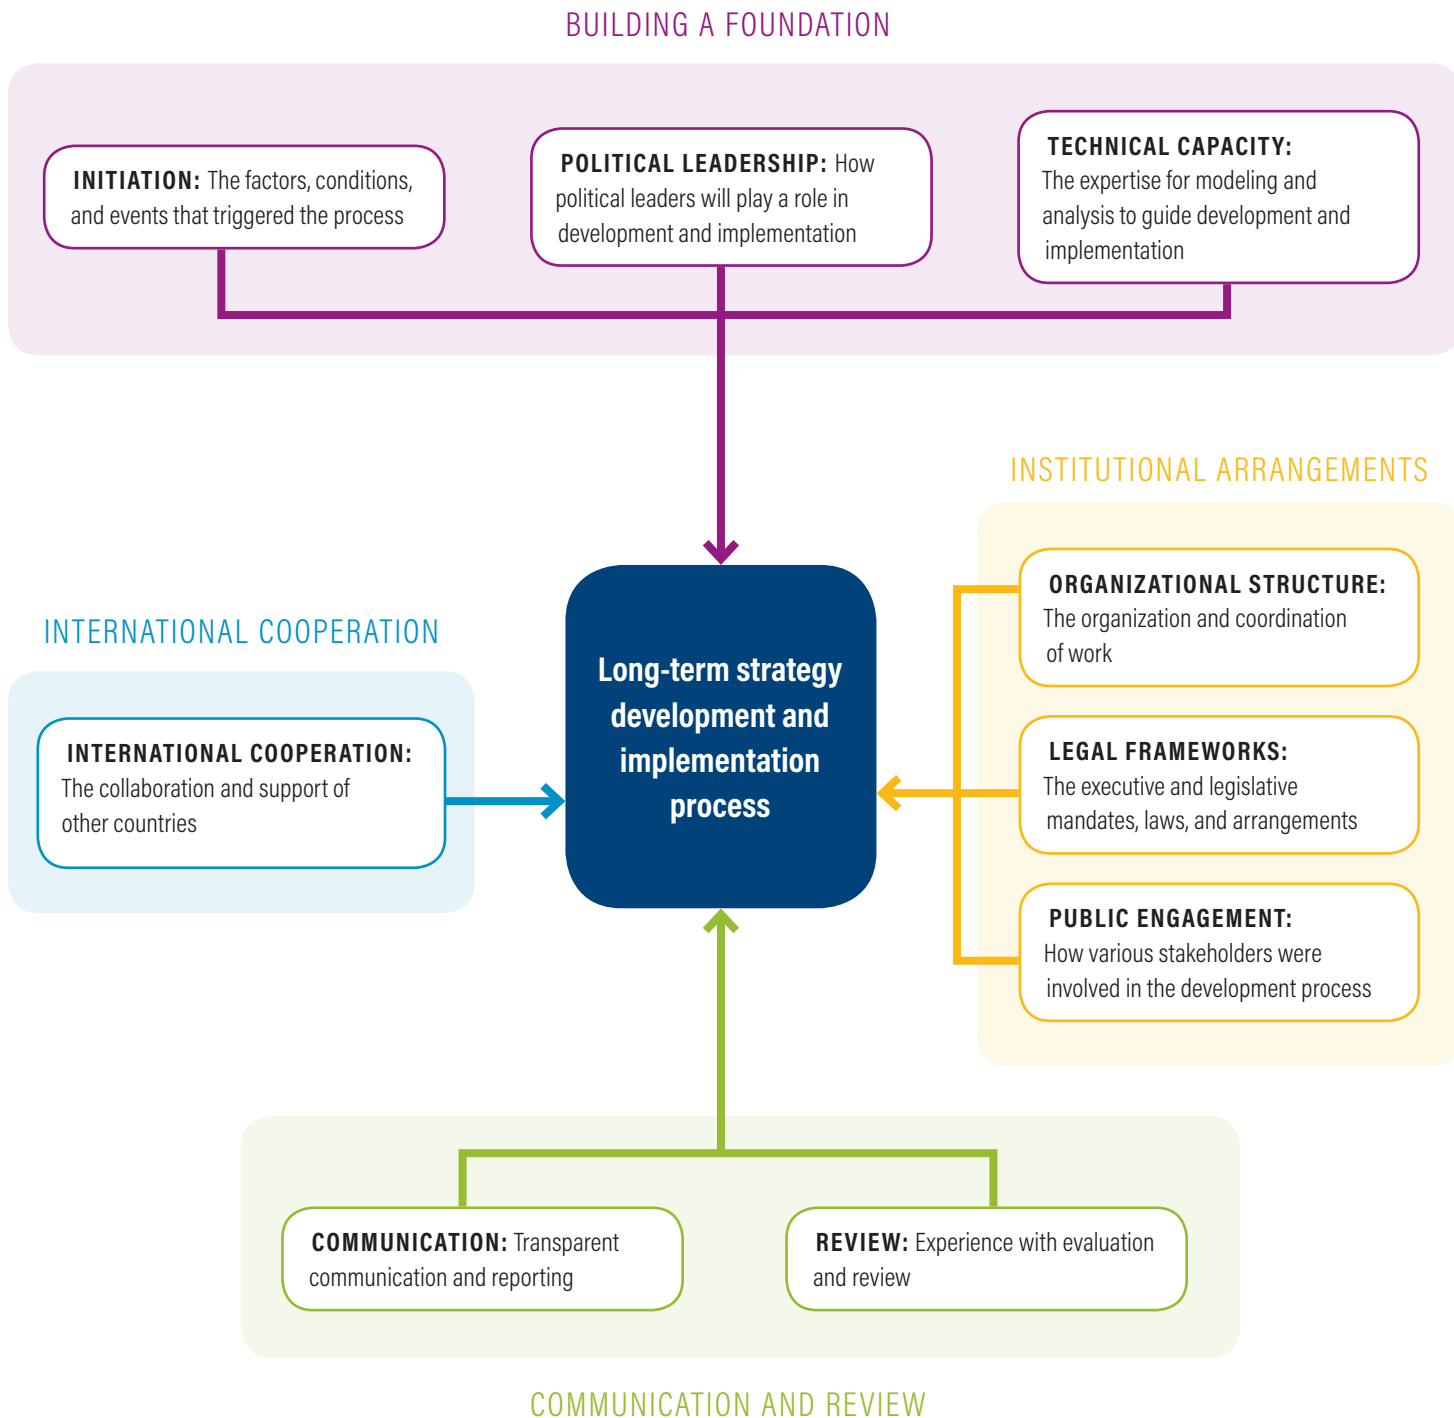 BUILDING A FOUNDATION
INITIATION: The factors, conditions,
and events that triggered the process
POLITICAL LEADERSHIP: How
political leaders will play a role in
development and implementation
TECHNICAL CAPACITY:
The expertise for modeling and
analysis to guide development and
implementation
INSTITUTIONAL ARRANGEMENTS
ORGANIZATIONAL STRUCTURE:
The organization and coordination
of work
LEGAL FRAMEWORKS:
The executive and legislative
mandates, laws, and arrangements
PUBLIC ENGAGEMENT:
How various stakeholders were
involved in the development process
INTERNATIONAL COOPERATION
INTERNATIONAL COOPERATION:
The collaboration and support of
other countries
Long-term strategy
development and
implementation
process
COMMUNICATION: Transparent
communication and reporting
REVIEW: Experience with evaluation
and review
COMMUNICATION AND REVIEW